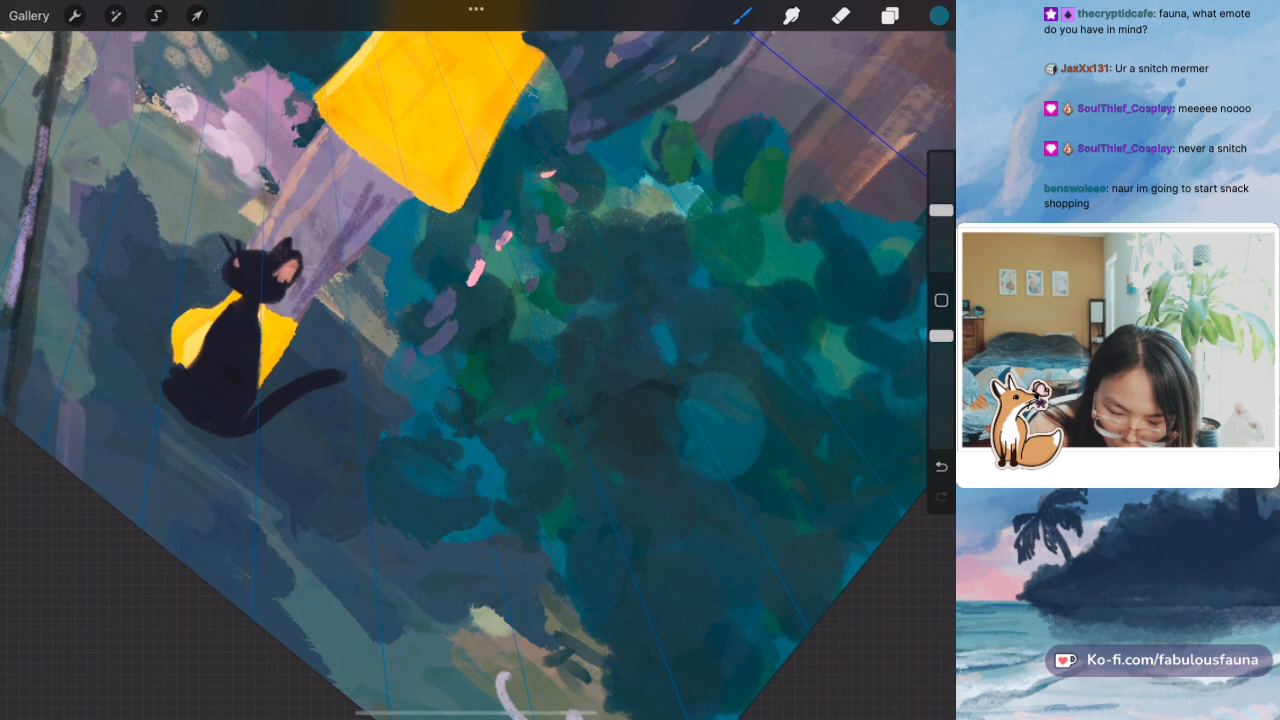 Gallery
thecryptidcafe: fauna, what emote
do you have in mind?
JaxXx131: Ur a snitch mermer
SoulThief_Cosplay: meeeee noooo
SoulThief_Cosplay: never a snitch
benswoleeo: naur im going to start snack
shopping
Ko-fi.com/fabulousfauna